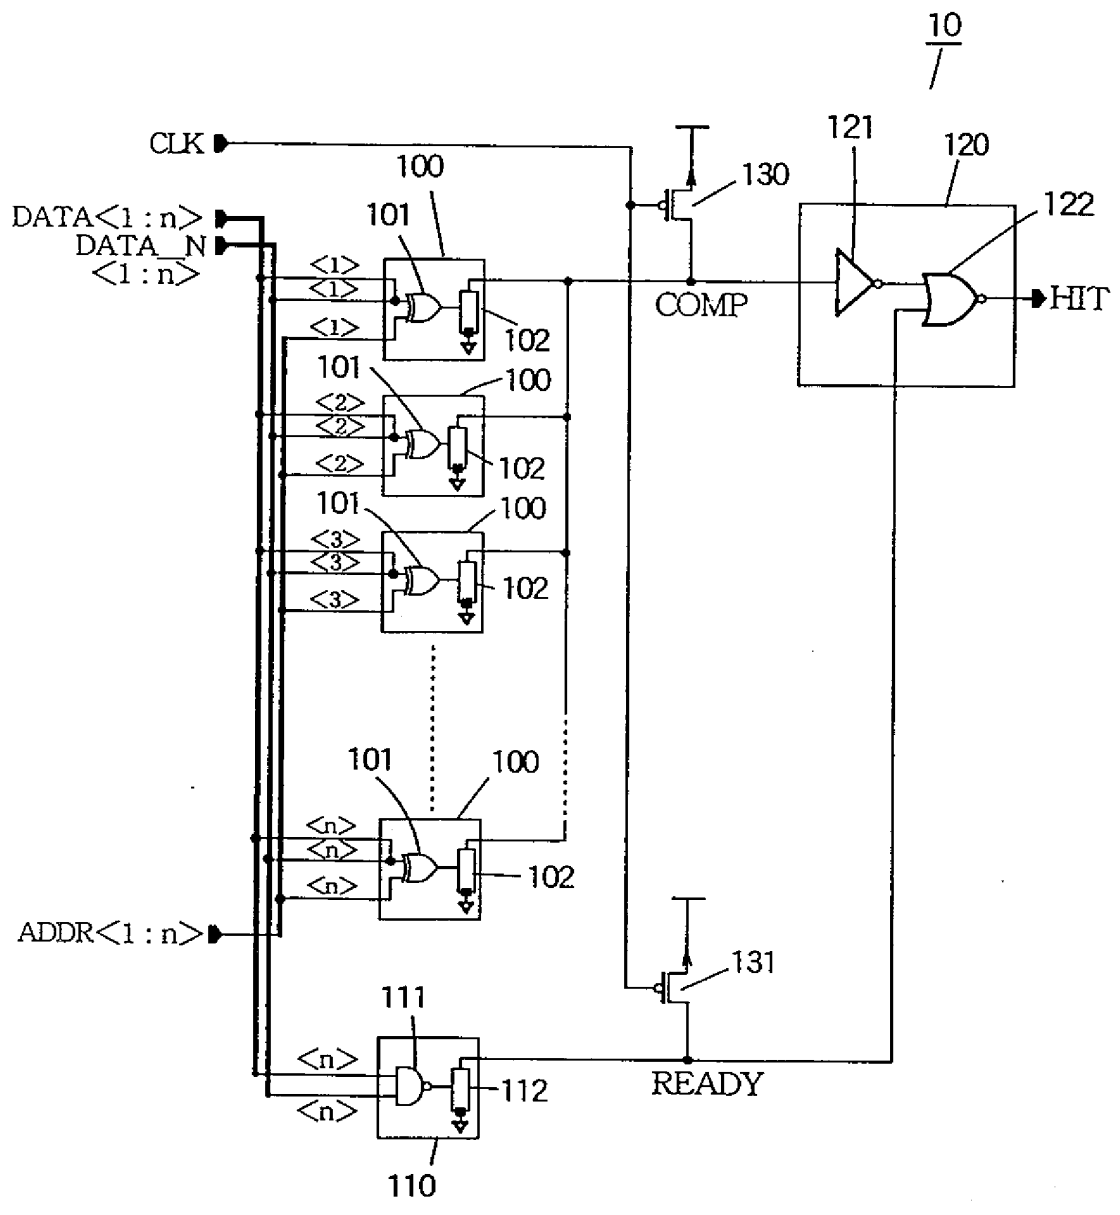 10
CLK
121
120
100
130
DATA<1 : n>
101
122
DATA_N
<1 : n>
<1>
<1>
COMP
HIT
<1>
102
101
100
<2>
<2>
<2>
102
101
100
<3>
<3>
102
<3>
101
100
<n>
<n>
102
<n>
ADDR<1 : n>
131
111
<n>
READY
112
<n>
110